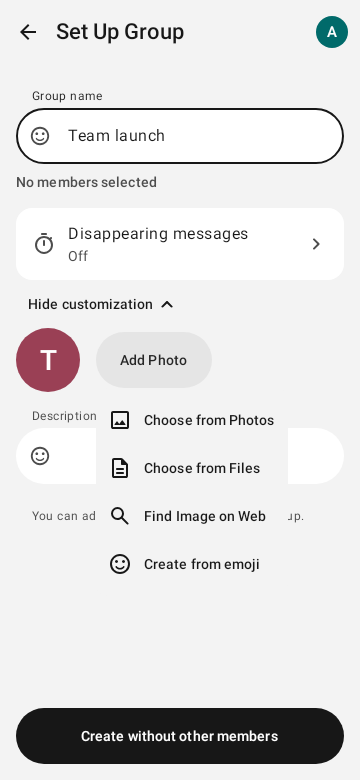 Set Up Group
A
Group name
Team launch
No members selected
Disappearing messages
Off
Hide customization
T
Add Photo
Description
Choose from Photos
Choose from Files
You can ad
Find Image on Web
up.
Create from emoji
Create without other members